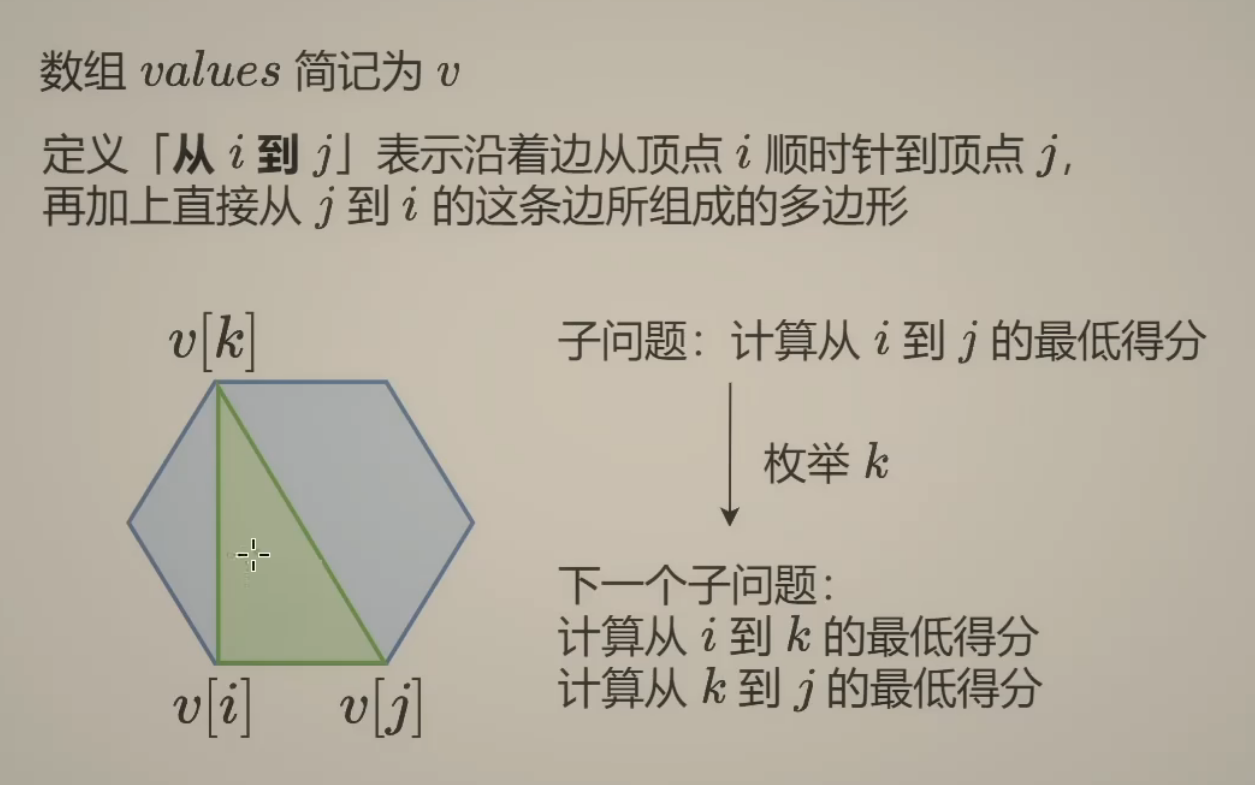 数组 values 简记为 v
定义「从 i 到 j」表示沿着边从顶点 i 顺时针到顶点 j，
再加上直接从 j 到 i 的这条边所组成的多边形
v[k]
子问题：计算从 i 到 j 的最低得分
枚举 k
下一个子问题：
计算从 i 到 k 的最低得分
计算从 k 到 j 的最低得分
v[i]
v[j]